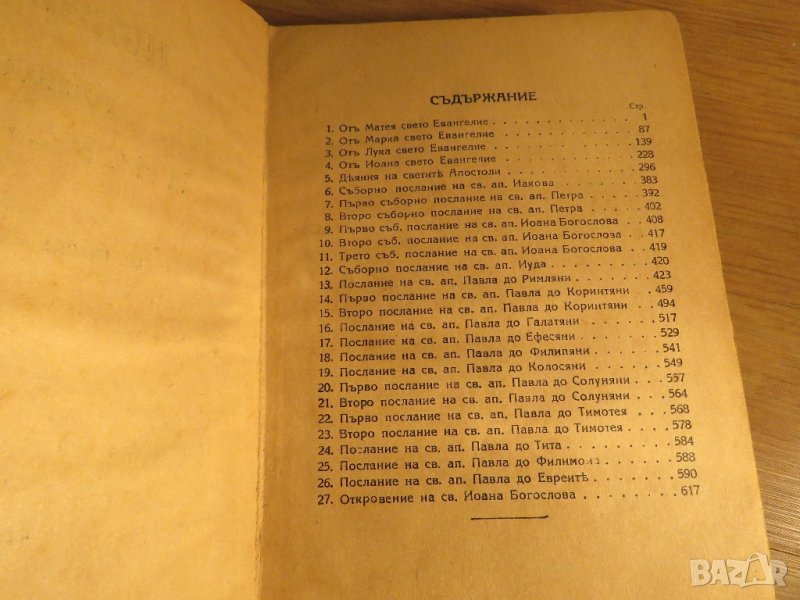 СЪДЪРЖАНИЕ
Стр.
1. Отъ Матея свето Евангелие . . . . . . . . . . 1
2. Отъ Марка свето Евангелие . . . . . . . . . . 87
3. Отъ Лука свето Евангелие . . . . . . . . . . 139
4. Отъ Иоана свето Евангелие . . . . . . . . . . 228
5. Деяния на светитѣ Апостоли . . . . . . . . . . 296
6. Съборно послание на св. ап. Иакова . . . . . . 383
7. Първо съборно послание на св. ап. Петра . . . . 392
8. Второ съборно послание на св. ап. Петра . . . . 402
9. Първо съб, послание на св. ап. Иоана Богослова . . 408
10. Второ съб. послание на св. ап. Иоана Богослоза . . 417
11. Трето съб, послание на св. ап. Иоана Богослова . . 419
12. Съборно послание на св. ап. Иуда . . . . . . . 420
13. Послание на св. ап. Павла до Римляни . . . . . 423
14. Първо послание на св. ап. Павла до Коринтяни . . 459
15. Второ послание на св. ап. Павла до Коринтяни . . 494
16. Послание на св. ап. Павла до Галатяни . . . . . 517
17. Послание на св. ап. Павла до Ефесяни . . . . . 529
18. Послание на св. ап. Павла до Филипяни . . . . . 541
19. Послание на св. ап. Павла до Колосяни . . . . . 549
20. Първо послание на св. ап. Павла до Солуняни . . 557
21. Второ послание на св. ап. Павла до Солуняни . . 564
22. Първо послание на св. ап, Павла до Тимотея . . . 568
23. Второ послание на св. ап. Павла до Тимотея . . . 578
24. Послание на св. ап. Павла до Тита . . . . . . . 584
25. Послание на св. ап. Павла до Филимона . . . . . 588
26. Послание на св. ап. Павла до Евреитѣ . . . . . 590
27. Откровение на св. Иоана Богослова . . . . . . . 617
BAZAR